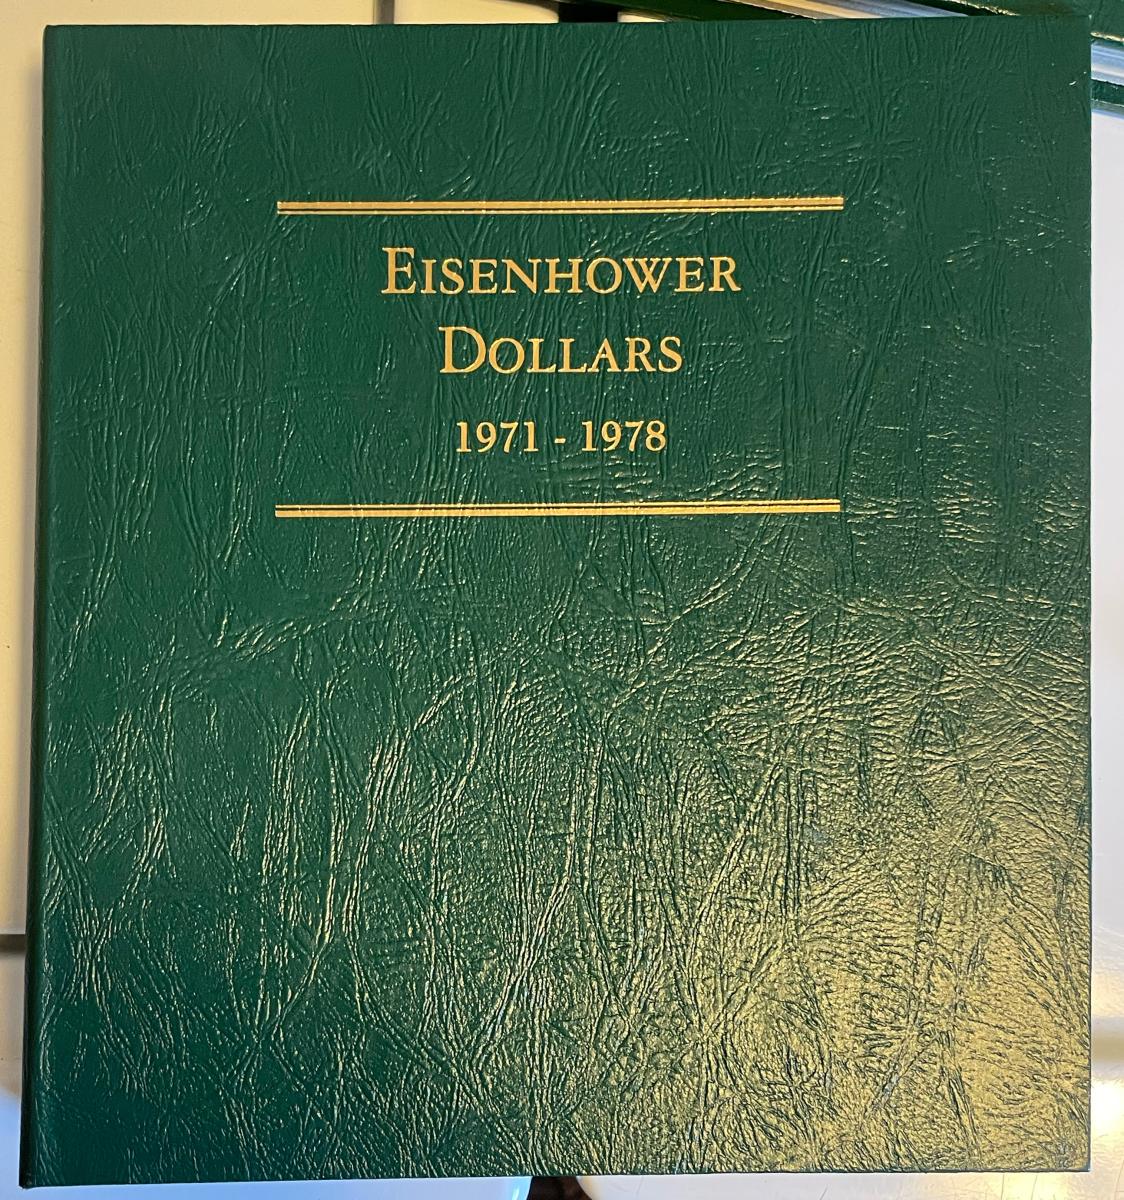 EISENHOWER
DOLLARS
1971 - 1978